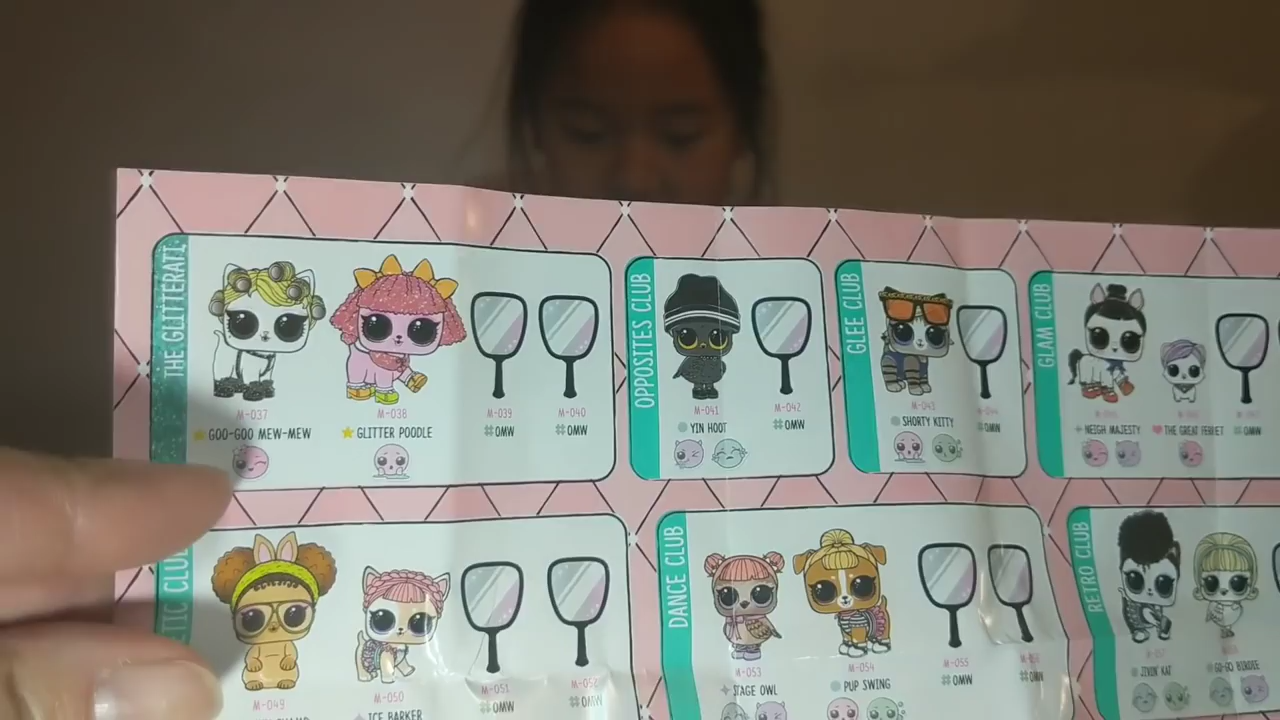 THE GLITTERATI
M-037
GOO-GOO MEW-MEW
M-038
GLITTER POODLE
M-039
#OMW
M-040
#OMW
OPPOSITES CLUB
M-041
YIN HOOT
M-042
#OMW
GLEE CLUB
M-043
SHORTY KITTY
M-044
#OMW
GLAM CLUB
NEIGH MAJESTY
THE GREAT FERRET
#OMW
M-049
M-050
ICE BARKER
M-051
#OMW
M-052
#OMW
DANCE CLUB
M-053
STAGE OWL
M-054
PUP SWING
M-055
#OMW
#OMW
RETRO CLUB
JIVIN' KAT
GO-GO BIRDIE